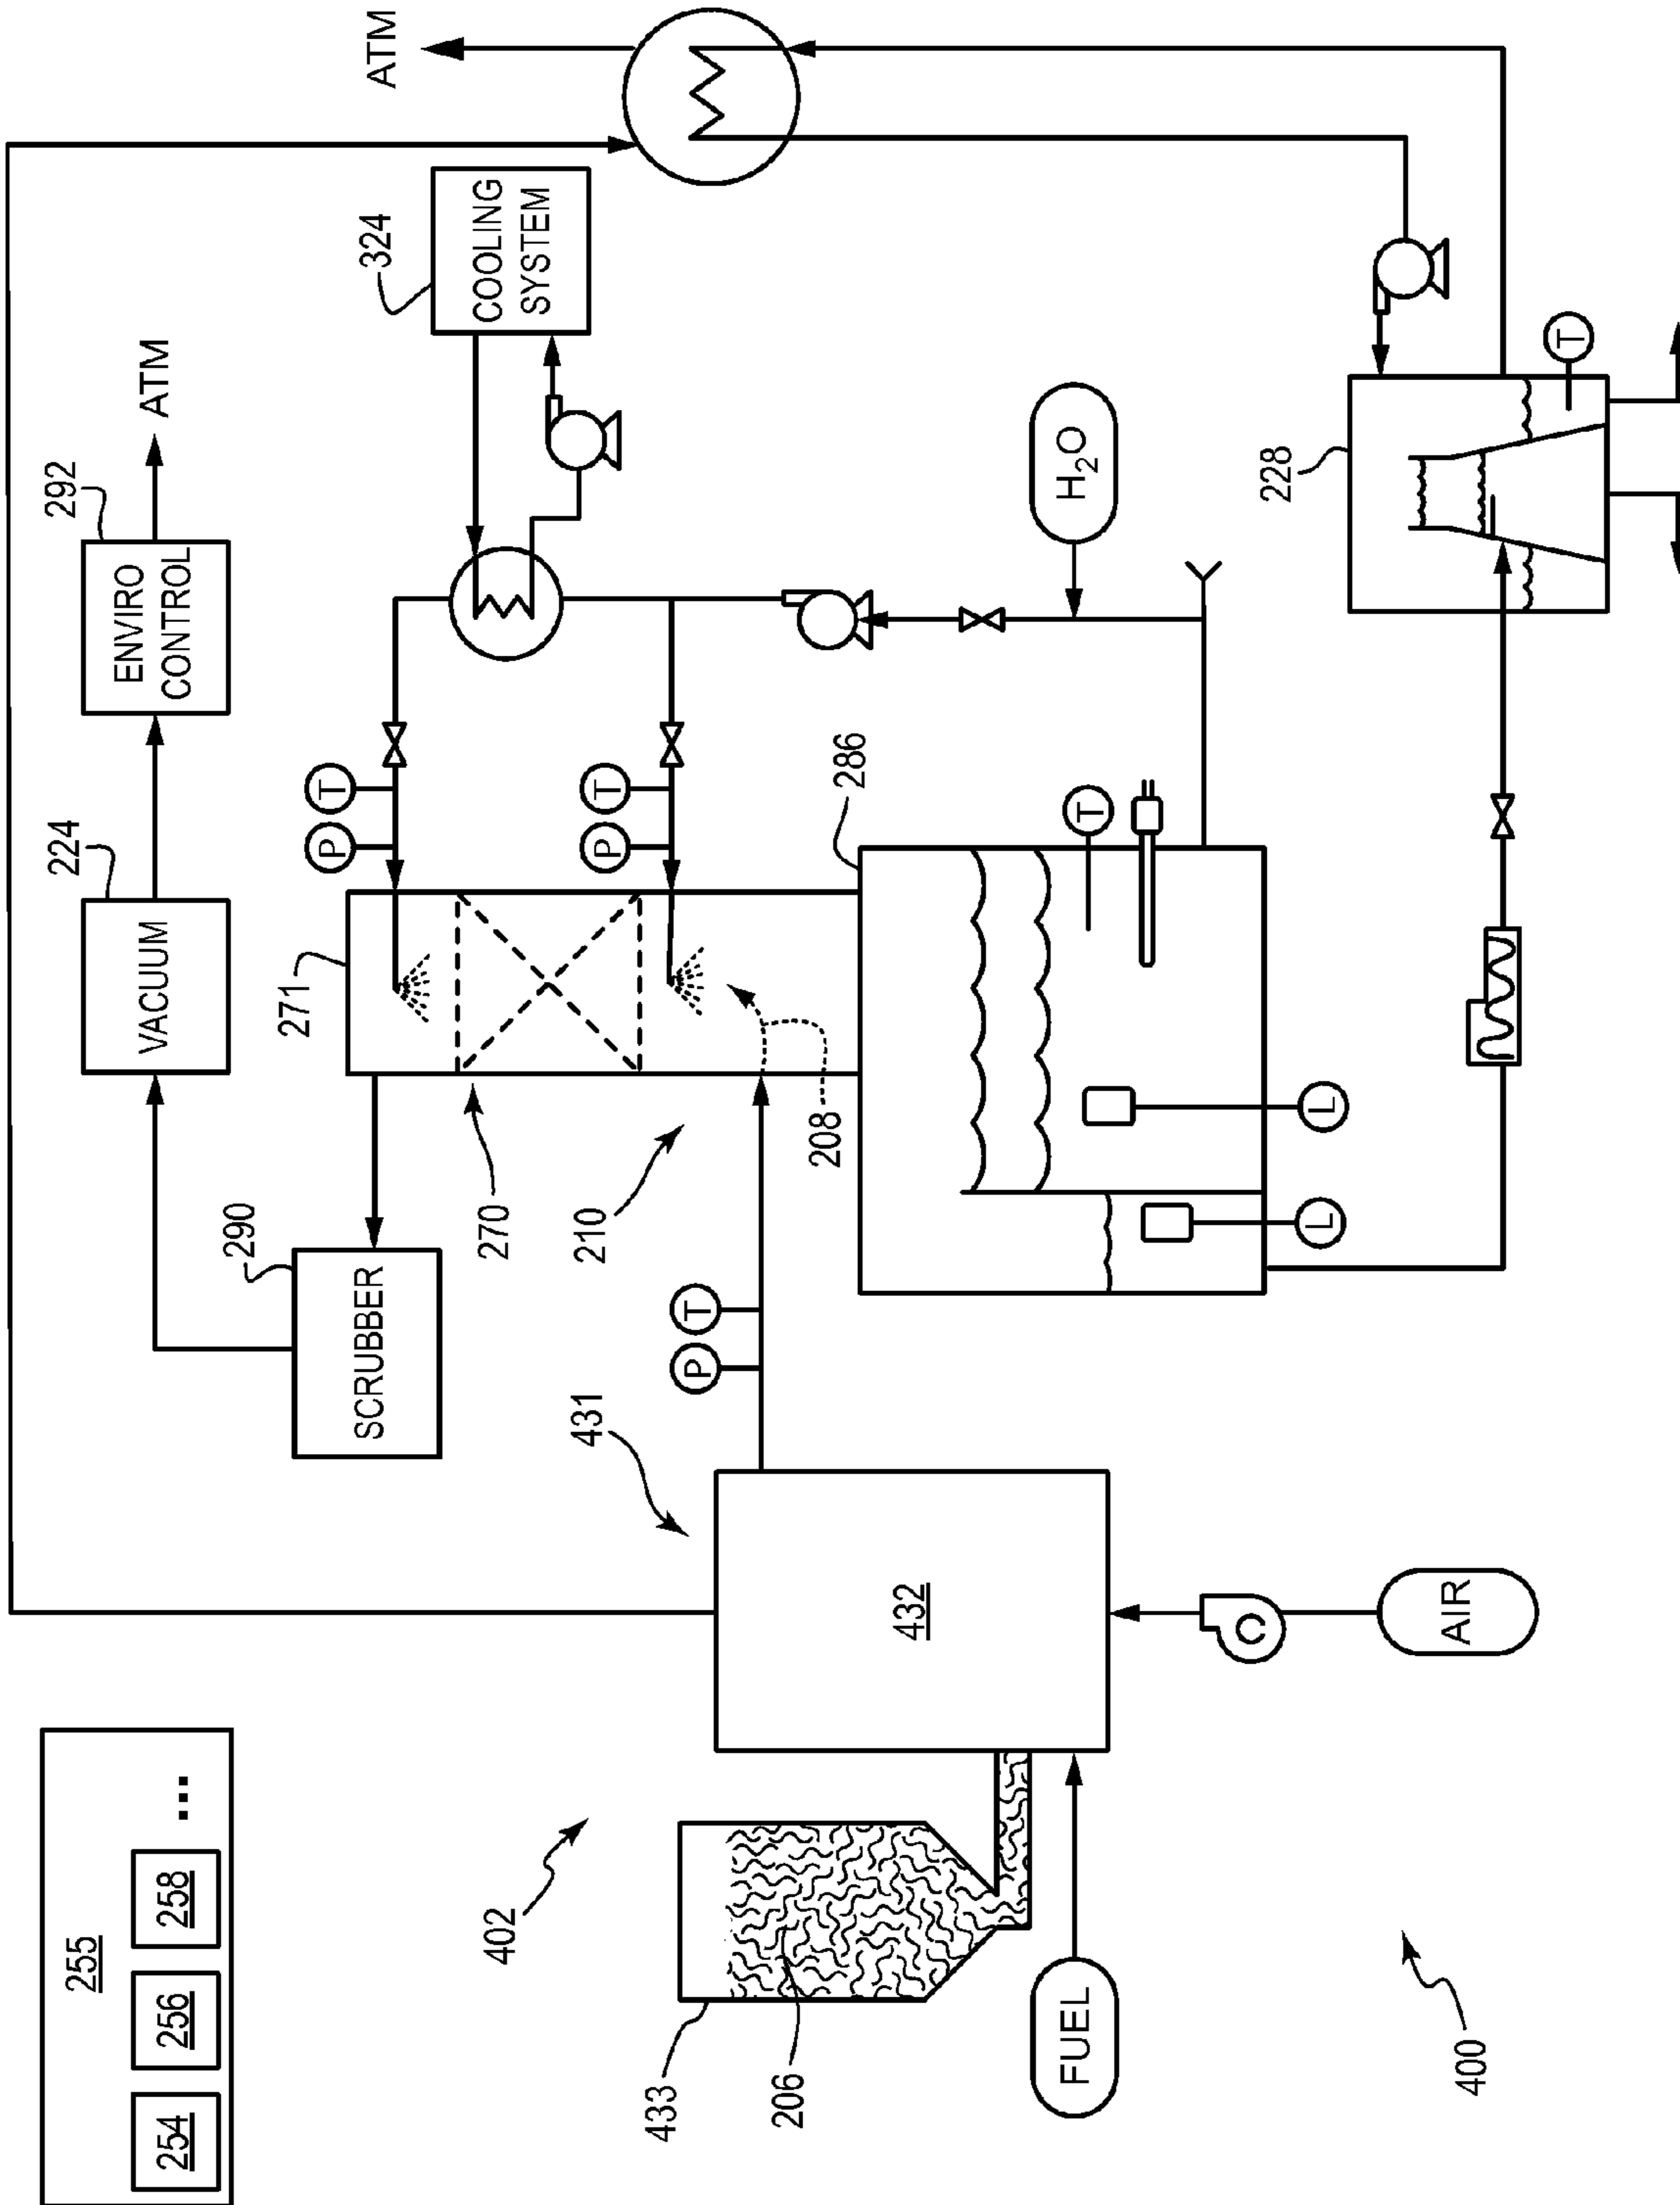 255
254
256
258
...
402
433
206
FUEL
400
432
431
AIR
C
P
T
SCRUBBER
290
VACUUM
224
ENVIRO
CONTROL
292
ATM
271
270
210
208
P
T
P
T
COOLING
SYSTEM
324
ATM
H₂O
286
T
L
L
228
T